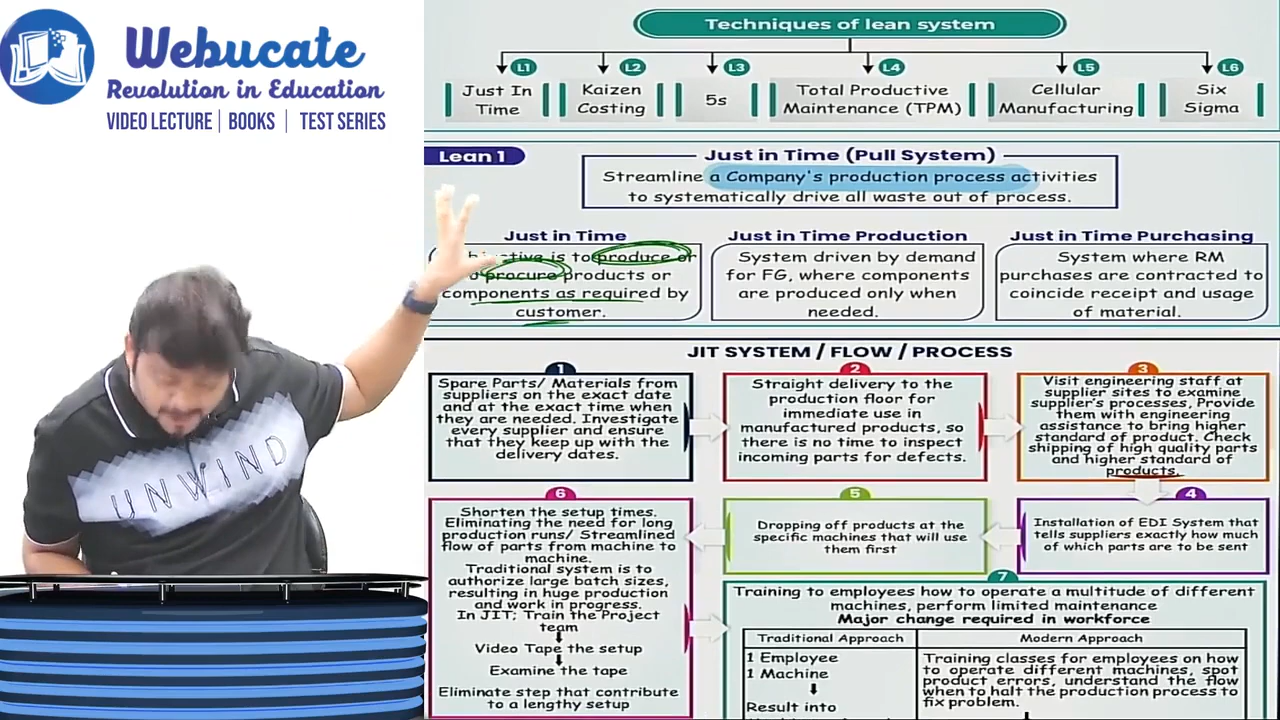 Webucate
Revolution in Education
VIDEO LECTURE | BOOKS | TEST SERIES
UNWIND
Techniques of lean system
L1
L2
L3
L4
L5
L6
Just In
Time
Kaizen
Costing
5s
Total Productive
Maintenance (TPM)
Cellular
Manufacturing
Six
Sigma
Lean 1
Just in Time (Pull System)
Streamline a Company's production process activities
to systematically drive all waste out of process.
Just in Time
is to produce or
procure products or
components as required by
customer.
Just in Time Production
System driven by demand
for FG, where components
are produced only when
needed.
Just in Time Purchasing
System where RM
purchases are contracted to
coincide receipt and usage
of material.
JIT SYSTEM / FLOW / PROCESS
1
Spare Parts/ Materials from
suppliers on the exact date
and at the exact time when
they are needed. Investigate
every supplier and ensure
that they keep up with the
delivery dates.
2
Straight delivery to the
production floor for
immediate use in
manufactured products, so
there is no time to inspect
incoming parts for defects.
3
Visit engineering staff at
supplier sites to examine
supplier's processes, Provide
them with engineering
assistance to bring higher
standard of product. Check
shipping of high quality parts
and higher standard of
products.
4
Installation of EDI System that
tells suppliers exactly how much
of which parts are to be sent
5
Dropping off products at the
specific machines that will use
them first
6
Shorten the setup times.
Eliminating the need for long
production runs/ Streamlined
flow of parts from machine to
machine.
Traditional system is to
authorize large batch sizes,
resulting in huge production
and work in progress.
In JIT; Train the Project
team
Video Tape the setup
Examine the tape
Eliminate step that contribute
to a lengthy setup
7
Training to employees how to operate a multitude of different
machines, perform limited maintenance
Major change required in workforce
Traditional Approach
Modern Approach
1 Employee
1 Machine
Result into
Training classes for employees on how
to operate different machines, spot
product errors, understand the flow
when to halt the production process to
fix problem.